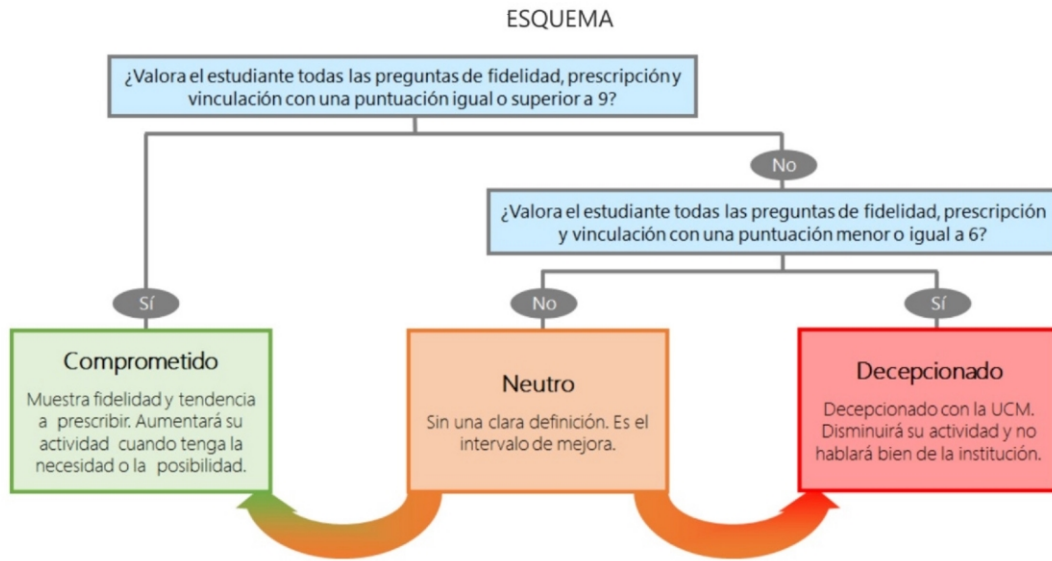 ESQUEMA
¿Valora el estudiante todas las preguntas de fidelidad, prescripción y
vinculación con una puntuación igual o superior a 9?
No
¿Valora el estudiante todas las preguntas de fidelidad, prescripción
y vinculación con una puntuación menor o igual a 6?
Sí
No
Sí
Comprometido
Muestra fidelidad y tendencia
a prescribir. Aumentará su
actividad cuando tenga la
necesidad o la posibilidad.
Neutro
Sin una clara definición. Es el
intervalo de mejora.
Decepcionado
Decepcionado con la UCM.
Disminuirá su actividad y no
hablará bien de la institución.